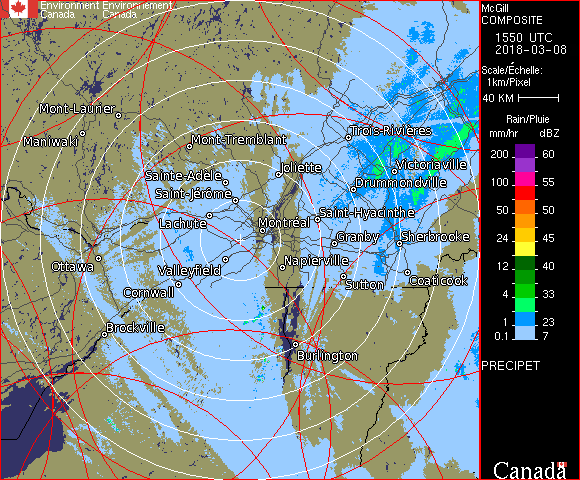 Environment Environnement
Canada Canada
McGill
COMPOSITE
1550 UTC
2018-03-08
Scale/Échelle:
1km/Pixel
40 KM
Rain/Pluie
mm/hr dBZ
200 60
100 55
50 50
24 45
12 40
4 33
2 30
1 23
0.1 7
PRECIPET
Canada
Mont-Laurier
Maniwaki
Mont-Tremblant
Trois-Rivières
Joliette
Victoriaville
Sainte-Adèle
Drummondville
Saint-Jérôme
Saint-Hyacinthe
Lachute
Montréal
Granby
Sherbrooke
Ottawa
Valleyfield
Napierville
Cornwall
Sutton
Coaticook
Brockville
Burlington